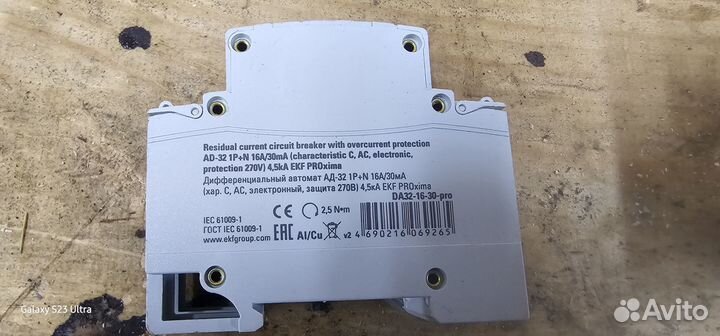 Residual current circuit breaker with overcurrent protection
AD-32 1P+N 16A/30mA (characteristic C, AC, electronic,
protection 270V) 4,5kA EKF PROxima
Дифференциальный автомат АД-32 1P+N 16А/30мА
(хар. C, AC, электронный, защита 270В) 4,5кА EKF PROxima
DA32-16-30-pro
IEC 61009-1
ГОСТ IEC 61009-1
www.ekfgroup.com
CE
2,5 N•m
EAC Al/Cu v2
4 690216 069265
Galaxy S23 Ultra
Avito